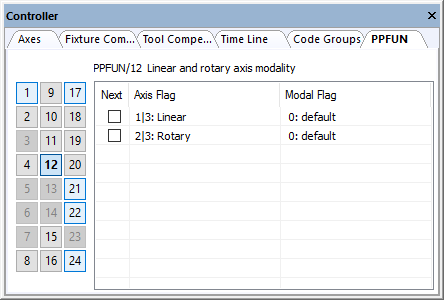 Controller ×
Axes Fixture Com... Tool Compe... Time Line Code Groups PPFUN
PPFUN/12 Linear and rotary axis modality
1 9 17 Next Axis Flag Modal Flag
2 10 18 1|3: Linear 0: default
3 11 19 2|3: Rotary 0: default
4 12 20
5 13 21
6 14 22
7 15 23
8 16 24